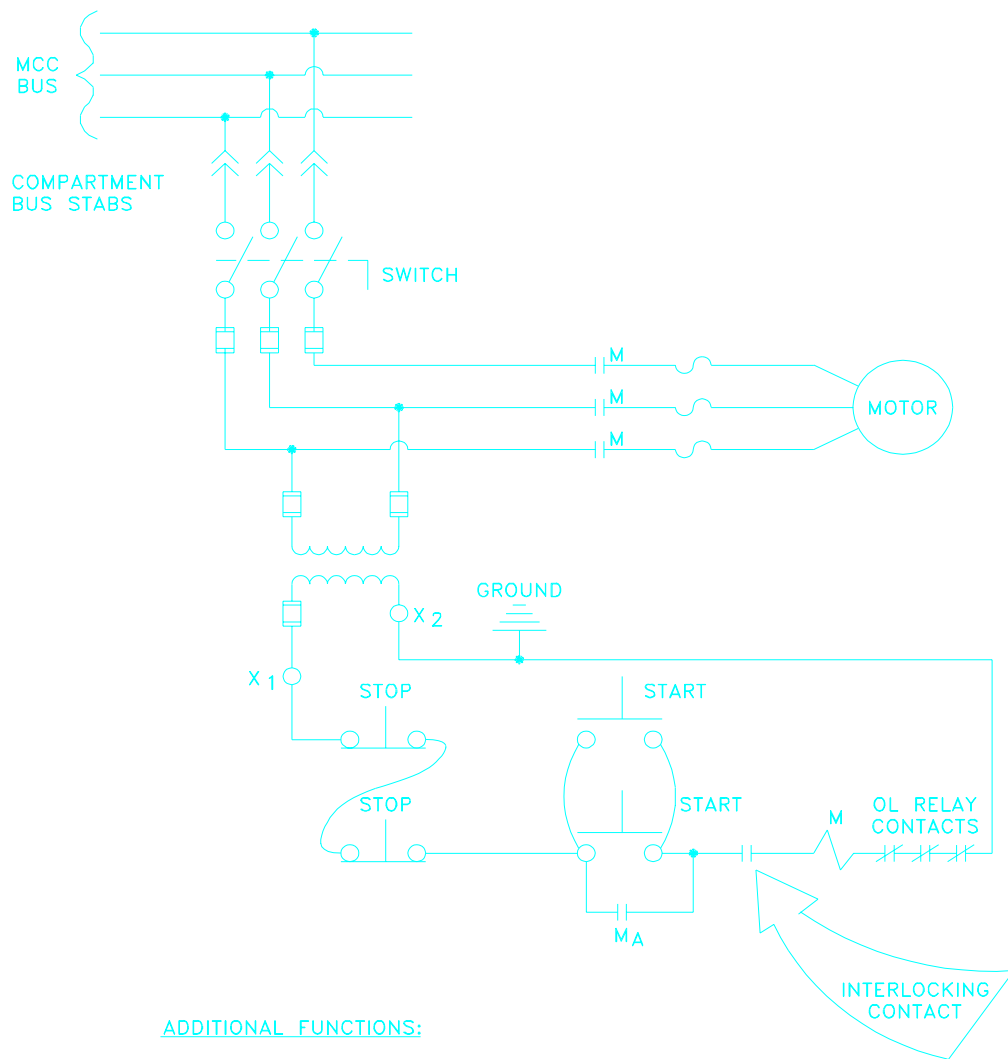 MCC
BUS
COMPARTMENT
BUS STABS
SWITCH
M
M
M
MOTOR
GROUND
X 2
X 1
STOP
START
STOP
START
M
OL RELAY
CONTACTS
MA
INTERLOCKING
CONTACT
ADDITIONAL FUNCTIONS: